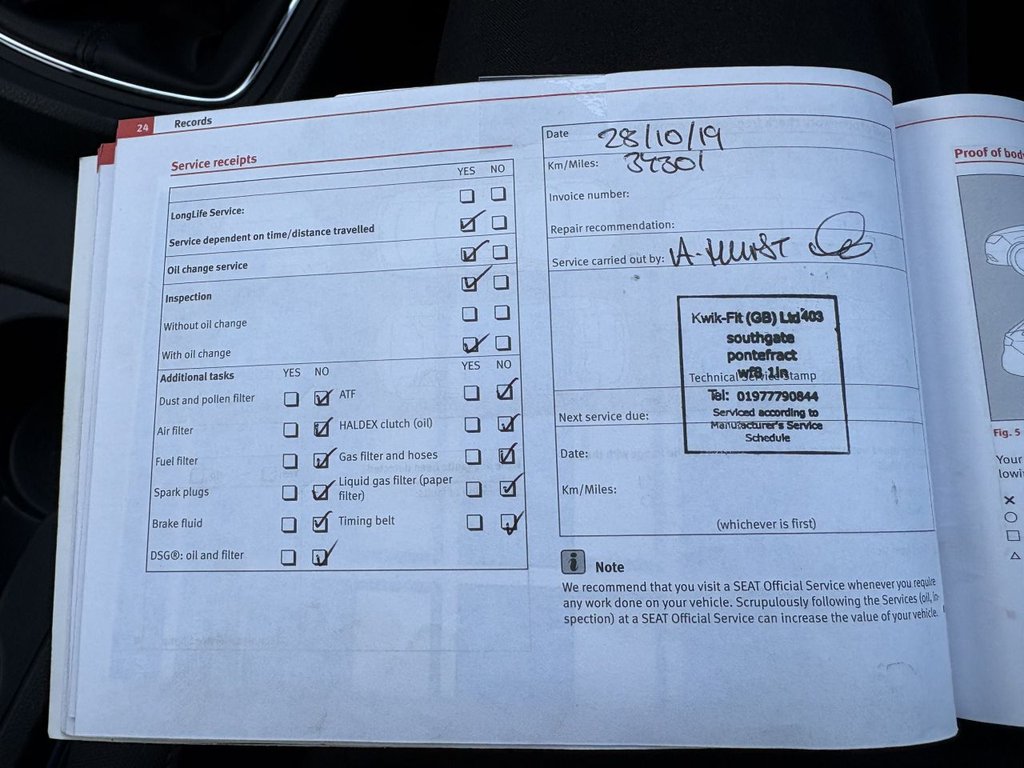 24 Records
Service receipts
YES NO
LongLife Service:
Service dependent on time/distance travelled
Oil change service
Inspection
Without oil change
With oil change
YES NO
Additional tasks YES NO
Dust and pollen filter
ATF
Air filter
HALDEX clutch (oil)
Fuel filter
Gas filter and hoses
Spark plugs
Liquid gas filter (paper
filter)
Brake fluid
Timing belt
DSG®: oil and filter
Date 28/10/19
Km/Miles: 34301
Invoice number:
Repair recommendation:
Service carried out by:
Kwik-Fit (GB) Ltd 403
southgate
pontefract
wf8 1ln
Technical Service stamp
Tel: 01977790844
Serviced according to
Manufacturer's Service
Schedule
Next service due:
Date:
Km/Miles:
(whichever is first)
i Note
We recommend that you visit a SEAT Official Service whenever you require
any work done on your vehicle. Scrupulously following the Services (oil, in-
spection) at a SEAT Official Service can increase the value of your vehicle.
Proof of body
Fig. 5
Your
lowi